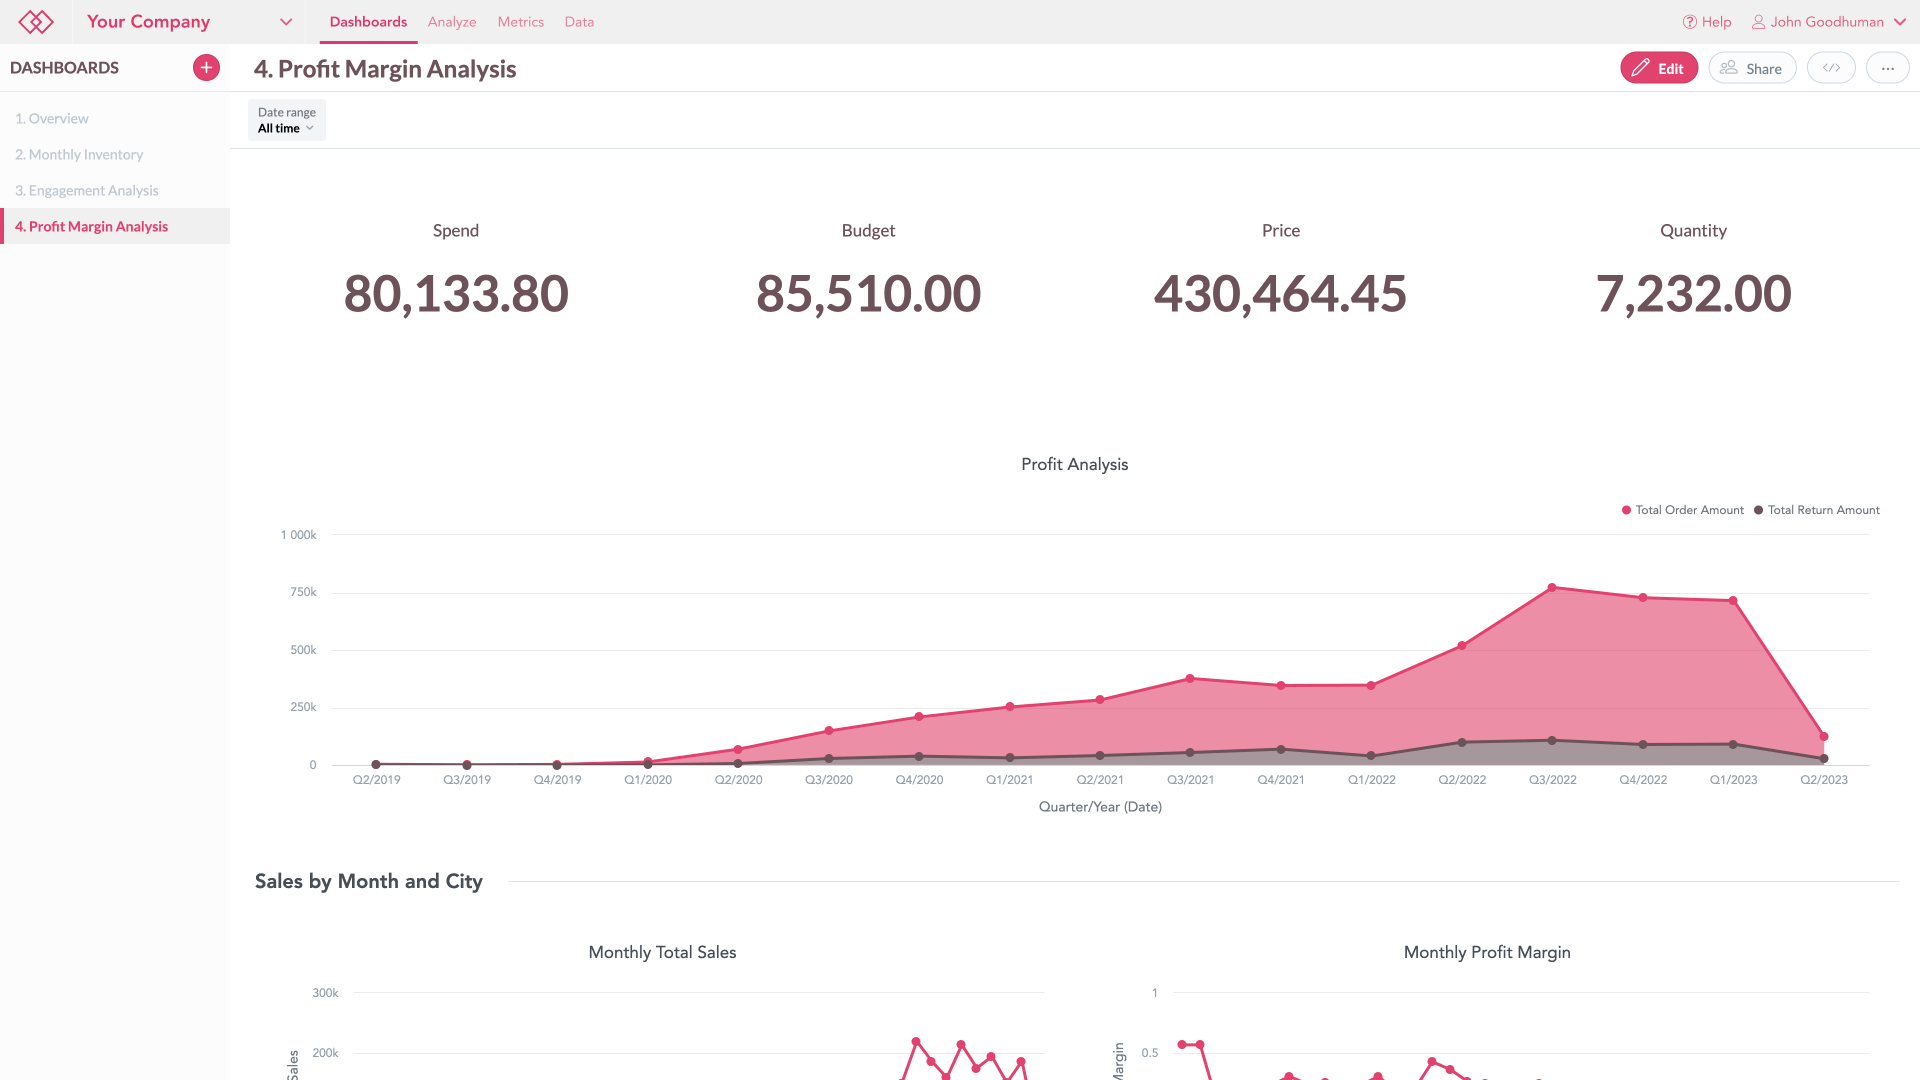 Your Company
Dashboards Analyze Metrics Data
Help John Goodhuman
DASHBOARDS
4. Profit Margin Analysis
Edit Share </> ...
1. Overview
2. Monthly Inventory
3. Engagement Analysis
4. Profit Margin Analysis
Date range
All time
Spend Budget Price Quantity
80,133.80 85,510.00 430,464.45 7,232.00
Profit Analysis
Total Order Amount Total Return Amount
1 000k
750k
500k
250k
0
Q2/2019 Q3/2019 Q4/2019 Q1/2020 Q2/2020 Q3/2020 Q4/2020 Q1/2021 Q2/2021 Q3/2021 Q4/2021 Q1/2022 Q2/2022 Q3/2022 Q4/2022 Q1/2023 Q2/2023
Quarter/Year (Date)
Sales by Month and City
Monthly Total Sales
300k
200k
Sales
Monthly Profit Margin
1
0.5
Margin